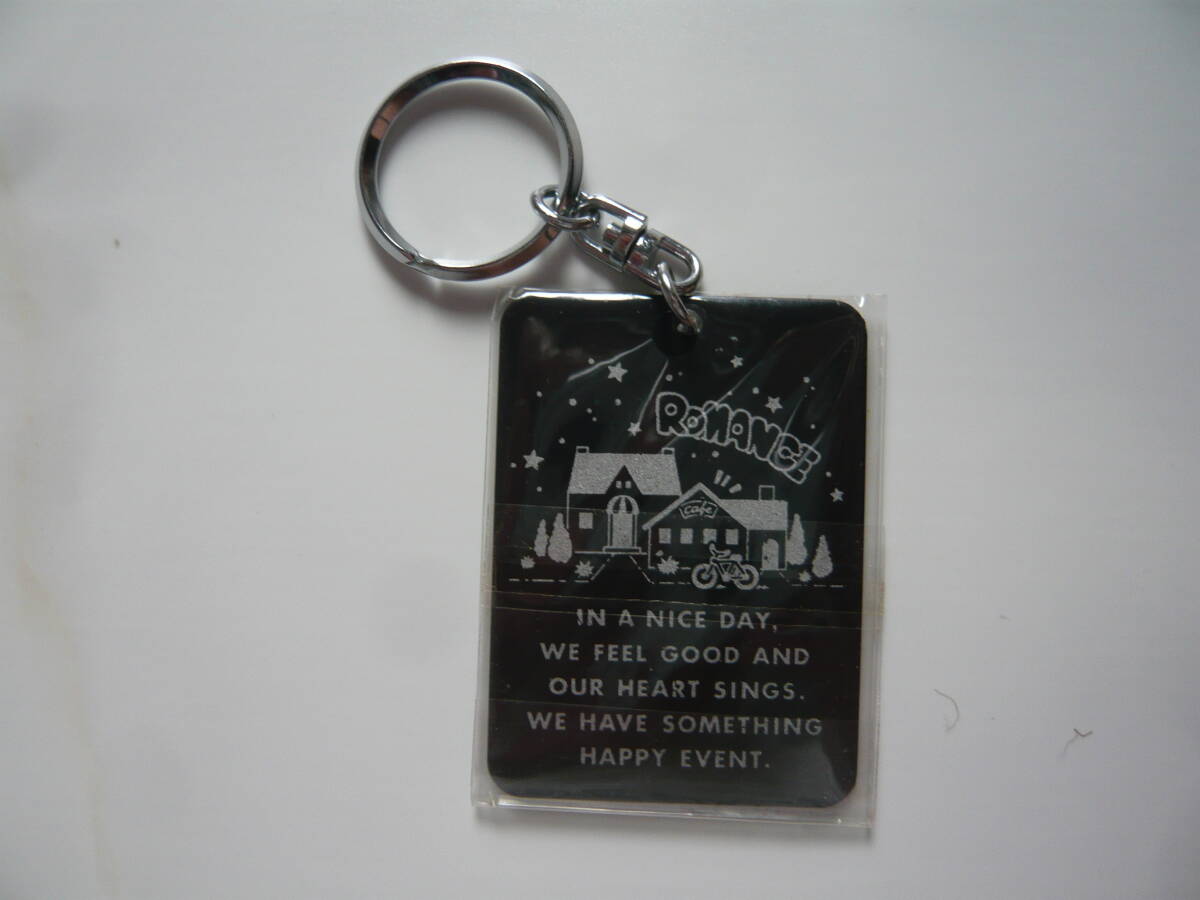 ROMANCE
cafe
IN A NICE DAY,
WE FEEL GOOD AND
OUR HEART SINGS.
WE HAVE SOMETHING
HAPPY EVENT.